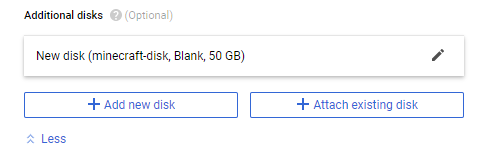 Additional disks ? (Optional)
New disk (minecraft-disk, Blank, 50 GB)
+ Add new disk
+ Attach existing disk
Less